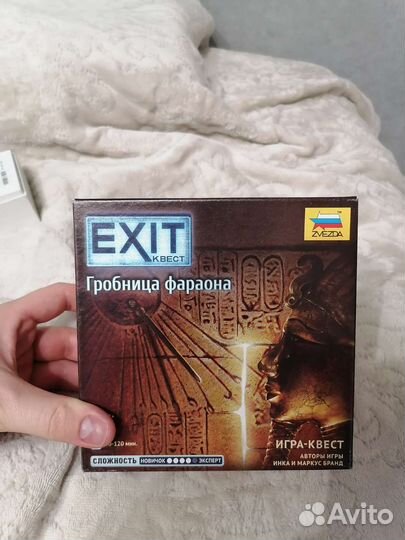 EXIT
КВЕСТ
ZVEZDA
Гробница фараона
-120 мин.
ИГРА-КВЕСТ
АВТОРЫ ИГРЫ
ИНКА И МАРКУС БРАНД
СЛОЖНОСТЬ НОВИЧОК ЭКСПЕРТ
Avito